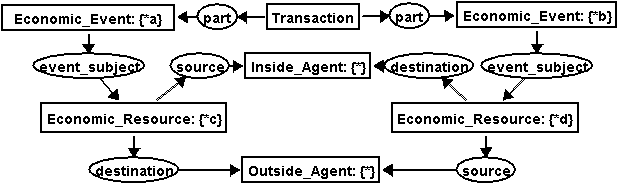 Economic_Event: {*a}
part
Transaction
part
Economic_Event: {*b}
event_subject
source
Inside_Agent: {*}
destination
event_subject
Economic_Resource: {*c}
Economic_Resource: {*d}
destination
Outside_Agent: {*}
source